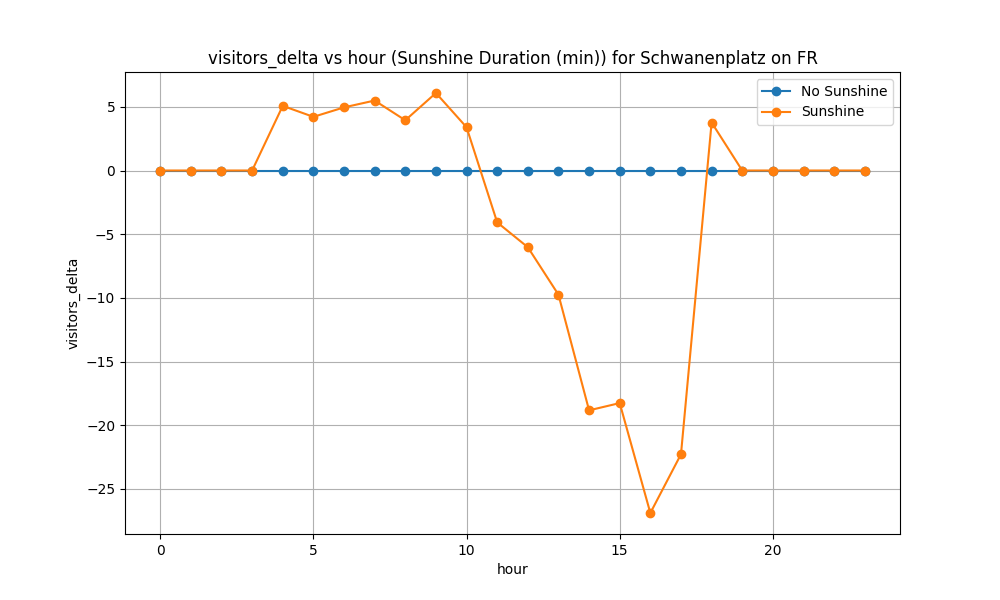 visitors_delta vs hour (Sunshine Duration (min)) for Schwanenplatz on FR
No Sunshine
Sunshine
5
0
−5
−10
−15
−20
−25
visitors_delta
0 5 10 15 20
hour